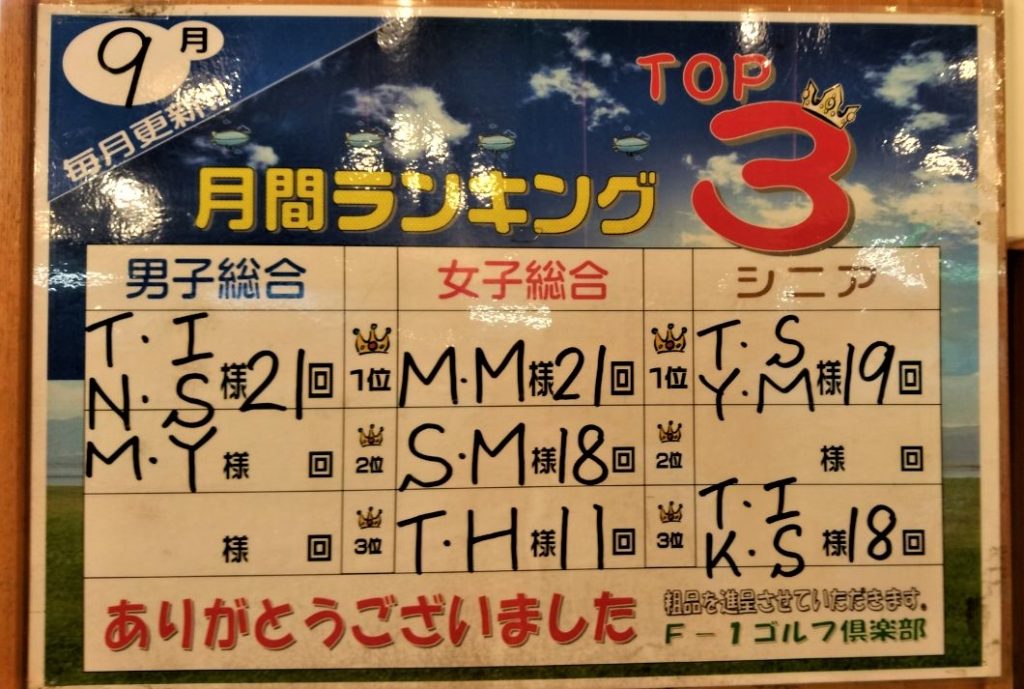 9月
毎月更新
TOP
3
月間ランキング
男子総合 女子総合 シニア
T・I
N・S 様21回 1位 M・M様21回 1位 T・S
Y・M様19回
M・Y 様 回 2位 S・M様18回 2位 様 回
様 回 3位 T・H様11回 3位 T・I
K・S様18回
ありがとうございました
粗品を進呈させていただきます。
F－1ゴルフ倶楽部